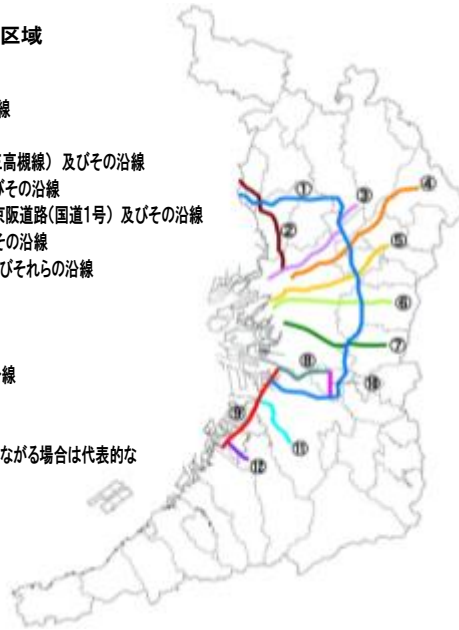 区域
線
高槻線) 及びその沿線
びその沿線
京阪道路(国道1号) 及びその沿線
その沿線
びそれらの沿線
線
ながる場合は代表的な
①
②
③
④
⑤
⑥
⑦
⑧
⑨
⑩
⑪
⑫